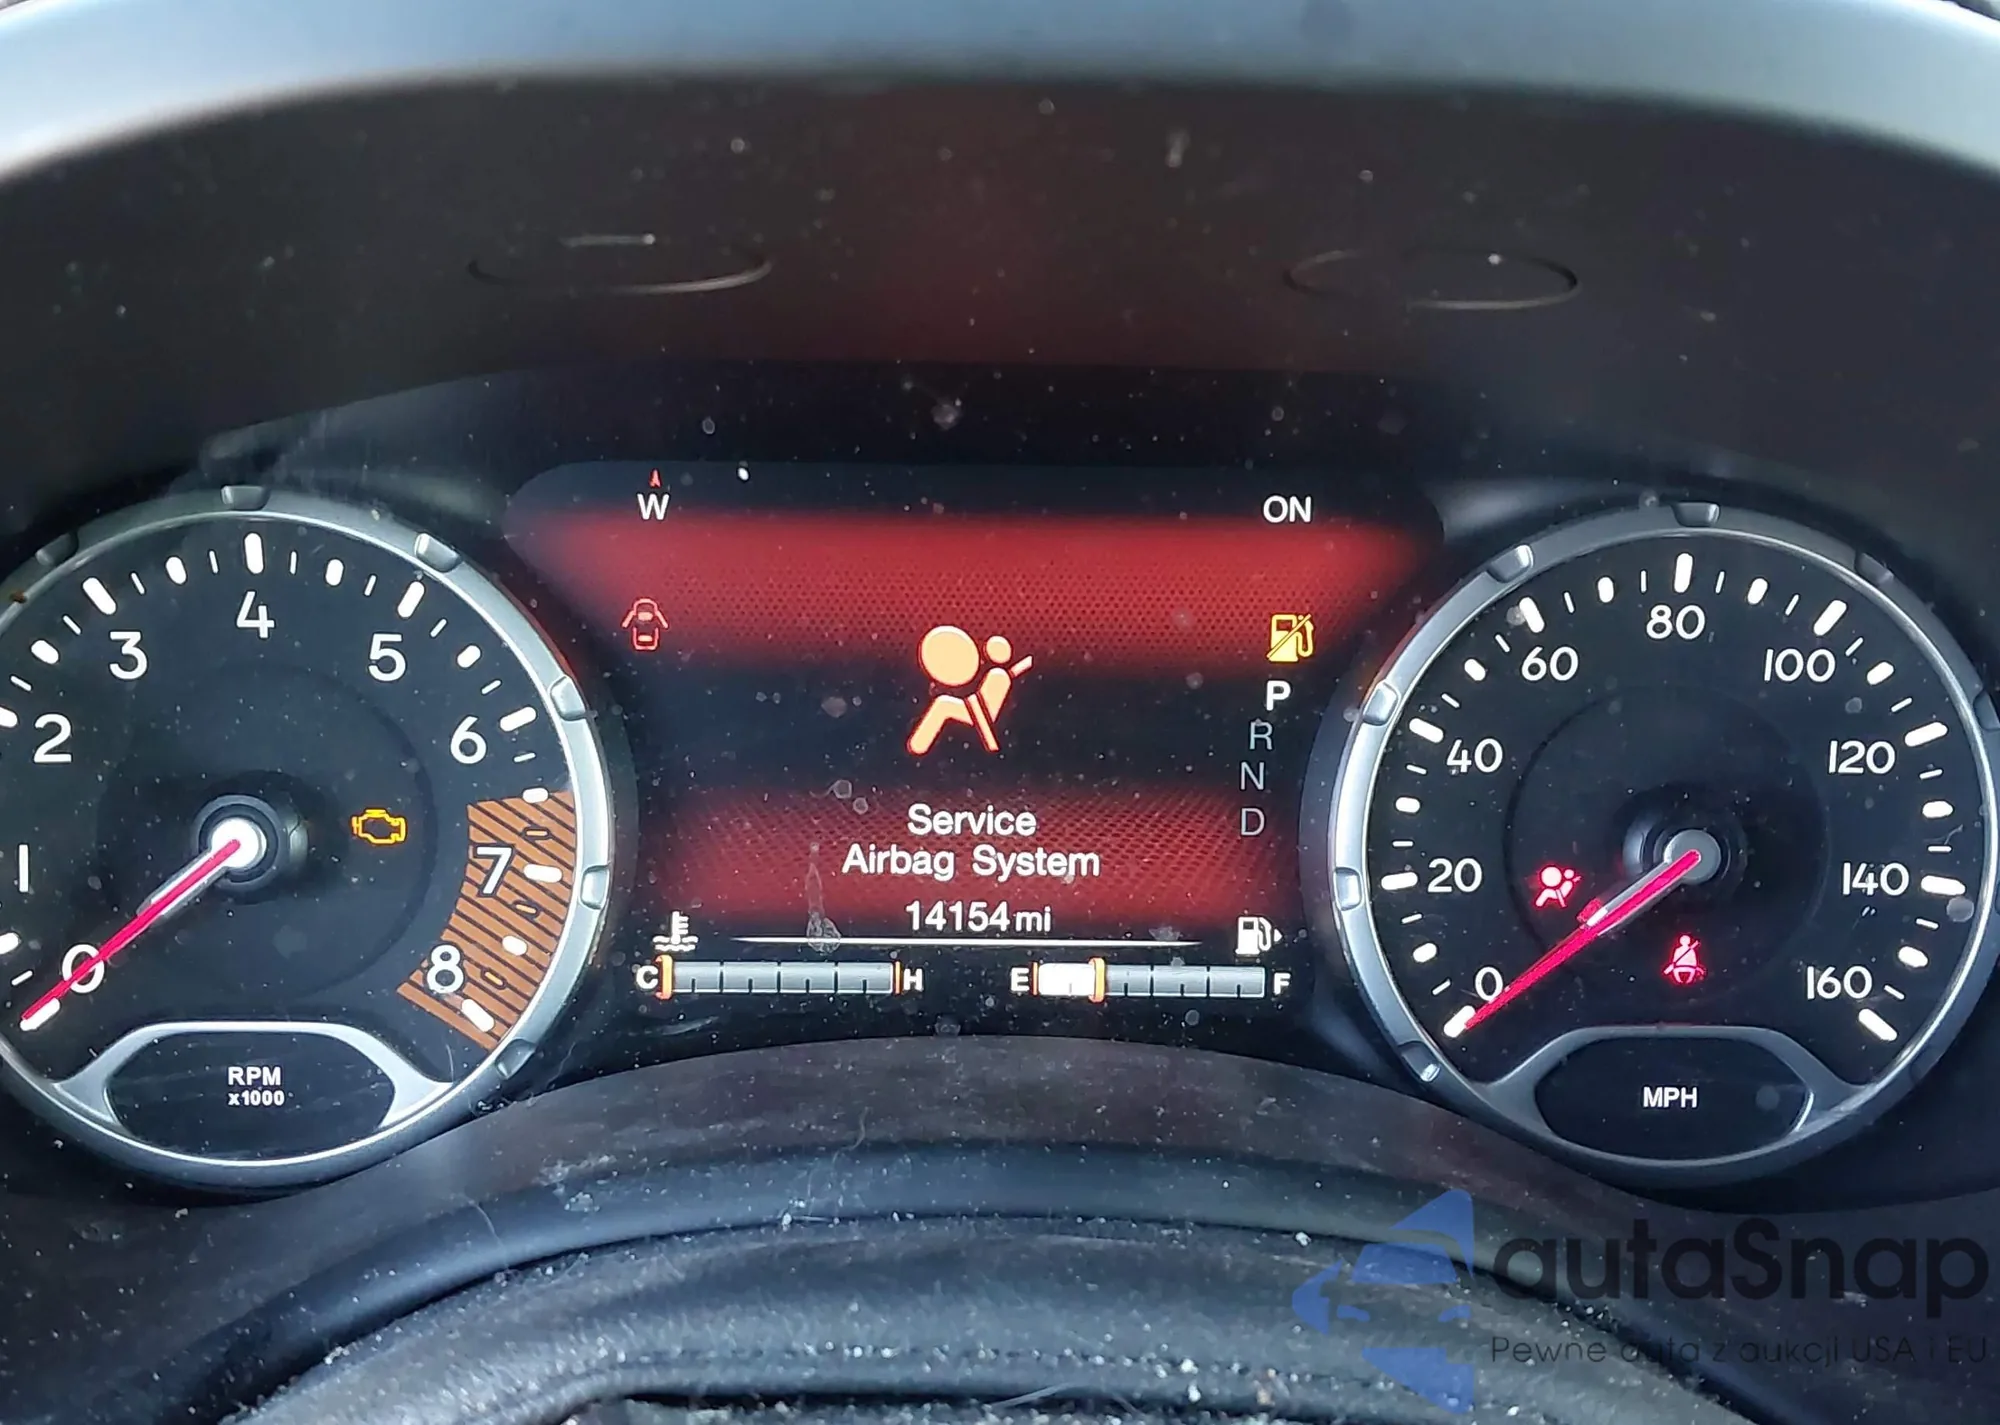 W
ON
P
R
N
D
Service
Airbag System
14154 mi
C
H
E
F
0
1
2
3
4
5
6
7
8
RPM
x1000
0
20
40
60
80
100
120
140
160
MPH
autaSnap
Pewne auta z aukcji USA i EU